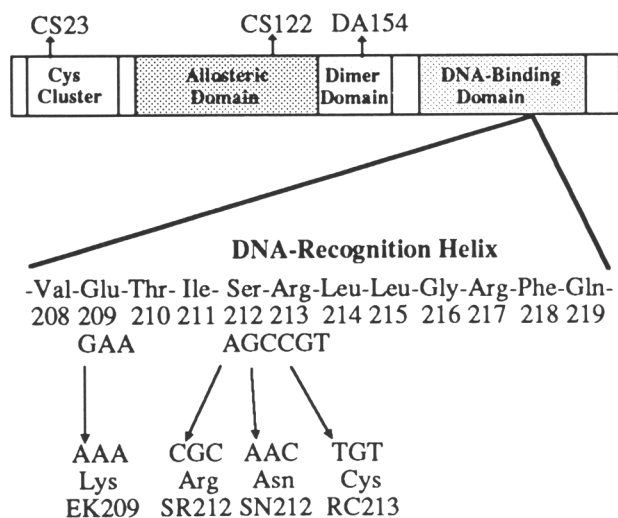 CS23 CS122 DA154
Cys Cluster Allosteric Domain Dimer Domain DNA-Binding Domain
DNA-Recognition Helix
-Val-Glu-Thr-Ile-Ser-Arg-Leu-Leu-Gly-Arg-Phe-Gln-
208 209 210 211 212 213 214 215 216 217 218 219
GAA AGCCGT
AAA CGC AAC TGT
Lys Arg Asn Cys
EK209 SR212 SN212 RC213